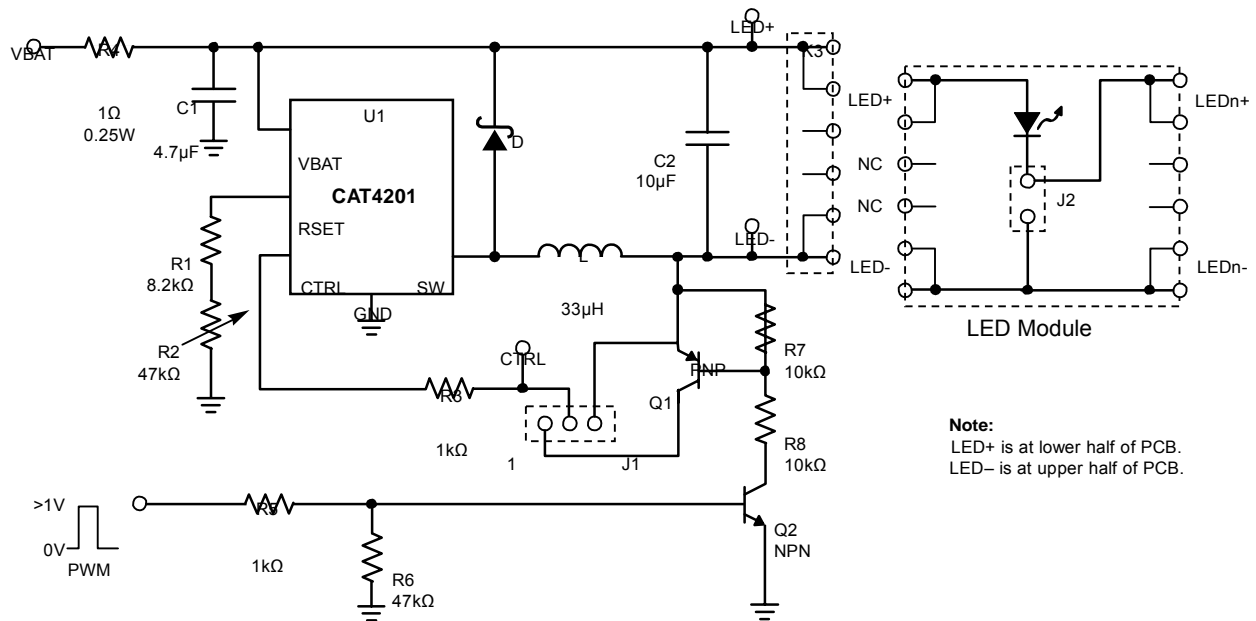 LED+
VBAT
R4
K3
1Ω
0.25W
C1
4.7µF
U1
VBAT
CAT4201
RSET
CTRL
SW
GND
D
C2
10µF
LED-
L
33µH
R1
8.2kΩ
R2
47kΩ
LED+
NC
NC
LED-
J2
LEDn+
LEDn-
LED Module
CTRL
R3
1kΩ
1
J1
PNP
Q1
R7
10kΩ
R8
10kΩ
Note:
LED+ is at lower half of PCB.
LED– is at upper half of PCB.
>1V
0V
PWM
R5
1kΩ
R6
47kΩ
Q2
NPN